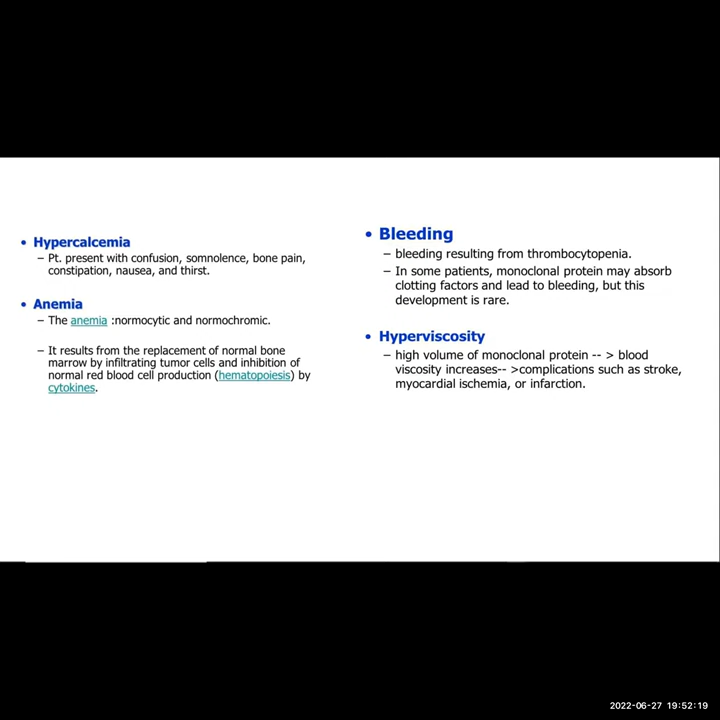 • Hypercalcemia
– Pt. present with confusion, somnolence, bone pain,
constipation, nausea, and thirst.
• Anemia
– The anemia :normocytic and normochromic.
– It results from the replacement of normal bone
marrow by infiltrating tumor cells and inhibition of
normal red blood cell production (hematopoiesis) by
cytokines.
• Bleeding
– bleeding resulting from thrombocytopenia.
– In some patients, monoclonal protein may absorb
clotting factors and lead to bleeding, but this
development is rare.
• Hyperviscosity
– high volume of monoclonal protein -- > blood
viscosity increases-- >complications such as stroke,
myocardial ischemia, or infarction.
2022-06-27 19:52:19